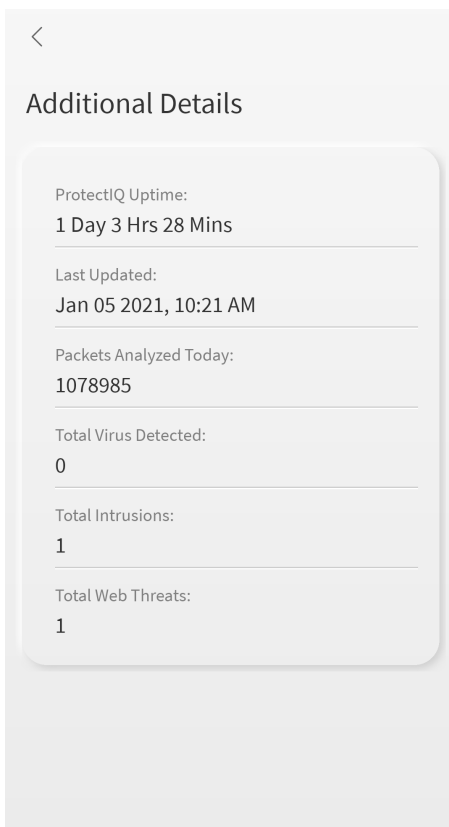 Additional Details
ProtectIQ Uptime:
1 Day 3 Hrs 28 Mins
Last Updated:
Jan 05 2021, 10:21 AM
Packets Analyzed Today:
1078985
Total Virus Detected:
0
Total Intrusions:
1
Total Web Threats:
1